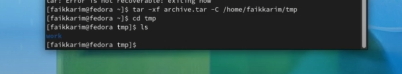 tar: Error is not recoverable: exiting now
[faikkarim@fedora ~]$ tar -xf archive.tar -C /home/faikkarim/tmp
[faikkarim@fedora ~]$ cd tmp
[faikkarim@fedora tmp]$ ls
work
[faikkarim@fedora tmp]$